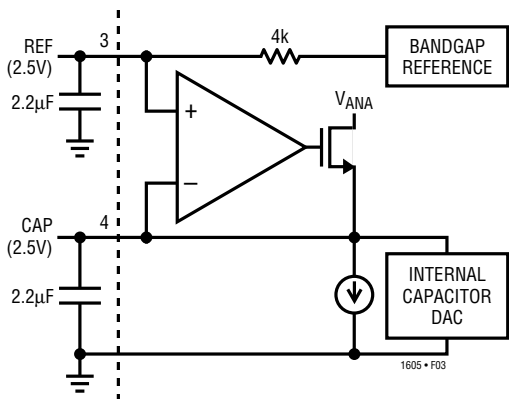 REF
(2.5V)
3
4k
BANDGAP
REFERENCE
2.2µF
VANA
+
–
CAP
(2.5V)
4
2.2µF
INTERNAL
CAPACITOR
DAC
1605 • F03